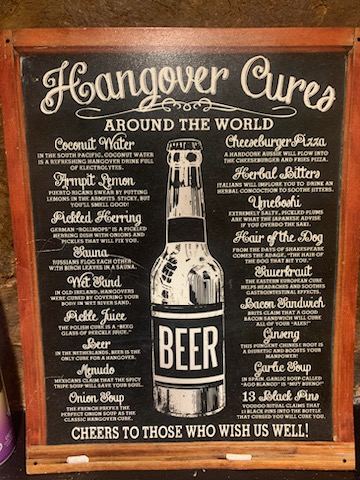 Hangover Cures
AROUND THE WORLD
Coconut Water
IN THE SOUTH PACIFIC, COCONUT WATER
IS A REFRESHING HANGOVER DRINK FULL
OF ELECTROLYTES.
Armpit Lemon
PUERTO RICANS SWEAR BY PUTTING
LEMONS IN THE ARMPITS. STICKY, BUT
YOU'LL SMELL GOOD!
Pickled Herring
GERMAN "ROLLMOPS" IS A PICKLED
HERRING DISH WITH ONIONS AND
PICKLES THAT WILL FIX YOU.
Sauna
RUSSIANS FLOG EACH OTHER
WITH BIRCH LEAVES IN A SAUNA.
Wet Sand
IN OLD IRELAND, HANGOVERS
WERE CURED BY COVERING YOUR
BODY IN WET RIVER SAND.
Pickle Juice
THE POLISH CURE IS A
GLASS OF PICKLE JUICE."
Beer
IN THE NETHERLANDS, BEER IS THE
ONLY CURE FOR A HANGOVER.
Menudo
MEXICANS CLAIM THAT THE SPICY
TRIPE SOUP WILL SAVE YOUR SOUL.
Onion Soup
THE FRENCH PREFER THE
PERFECT ONION SOUP AS THE
CLASSIC HANGOVER CURE.
BEER
Cheeseburger Pizza
A HARDCORE AUSSIE WILL PLOW INTO
THE CHEESEBURGER AND FRIES PIZZA.
Herbal Bitters
ITALIANS WILL IMPLORE YOU TO DRINK AN
HERBAL CONCOCTION TO SOOTHE JITTERS.
Umeboshi
EXTREMELY SALTY, PICKLED PLUMS
ARE WHAT THE JAPANESE ADVISE
IF YOU OVERDO THE SAKI.
Hair of the Dog
FROM THE DAYS OF SHAKESPEARE
COMES THE ADAGE, "THE HAIR OF
THE DOG THAT BIT YOU."
Sauerkraut
THE EASTERN EUROPEAN CURE
HELPS HEADACHES AND SOOTHES
GASTROINTESTINAL EFFECTS.
Bacon Sandwich
BRITS CLAIM THAT A GOOD
BACON SANDWICH WILL CURE
ALL OF YOUR "ALES."
Ginseng
THIS PUNGENT CHINESE ROOT IS
A DIURETIC AND BOOSTS YOUR
MANPOWER!
Garlic Soup
IN SPAIN, GARLIC SOUP CALLED
"AGO BLANCO" IS "MUY BUENO!"
13 Black Pins
VOODOO RITUAL CLAIMS THAT
13 BLACK PINS INTO THE BOTTLE
THAT CURSED YOU WILL CURE YOU.
CHEERS TO THOSE WHO WISH US WELL!